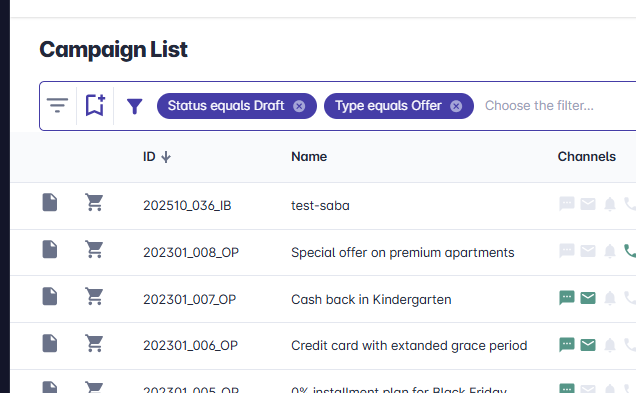 Campaign List
Status equals Draft Type equals Offer Choose the filter...
ID Name Channels
202510_036_IB test-saba
202301_008_OP Special offer on premium apartments
202301_007_OP Cash back in Kindergarten
202301_006_OP Credit card with extanded grace period
202301_005_OP 0% installment plan for Black Friday